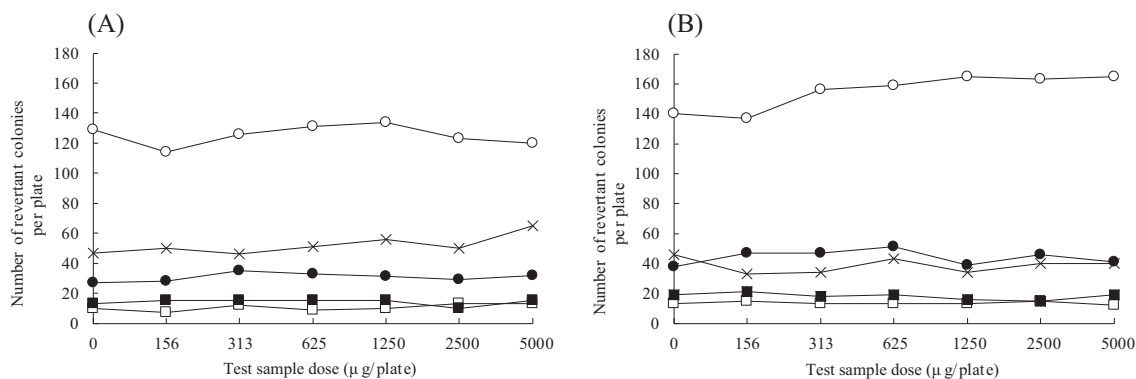 (A)
Number of revertant colonies
per plate
180
160
140
120
100
80
60
40
20
0
0 156 313 625 1250 2500 5000
Test sample dose (μ g/plate)
(B)
Number of revertant colonies
per plate
180
160
140
120
100
80
60
40
20
0
0 156 313 625 1250 2500 5000
Test sample dose (μ g/plate)